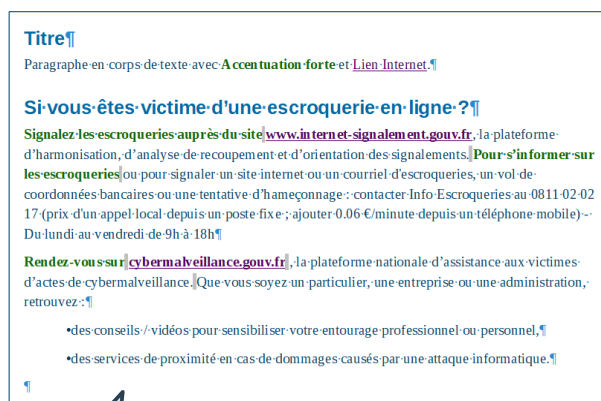 Titre¶
Paragraphe·en·corps·de·texte·avec·Accentuation·forte·et·Lien·Internet.¶
Si·vous·êtes·victime·d’une·escroquerie·en·ligne·?¶
Signalez·les·escroqueries·auprès·du·site www.internet-signalement.gouv.fr,·la·plateforme·
d’harmonisation,·d’analyse·de·recoupement·et·d’orientation·des·signalements. Pour·s’informer·sur·
les·escroqueries ou·pour·signaler·un·site·internet·ou·un·courriel·d'escroqueries,·un·vol·de·
coordonnées·bancaires·ou·une·tentative·d’hameçonnage·:·contacter·Info·Escroqueries·au·0811·02·02·
17·(prix·d'un·appel·local·depuis·un·poste·fixe·;·ajouter·0.06·€/minute·depuis·un·téléphone·mobile)·-·
Du·lundi·au·vendredi·de·9h·à·18h¶
Rendez-vous·sur cybermalveillance.gouv.fr ,·la·plateforme·nationale·d’assistance·aux·victimes·
d’actes·de·cybermalveillance. Que·vous·soyez·un·particulier,·une·entreprise·ou·une·administration,·
retrouvez·:¶
•des·conseils·/·vidéos·pour·sensibiliser·votre·entourage·professionnel·ou·personnel,¶
•des·services·de·proximité·en·cas·de·dommages·causés·par·une·attaque·informatique.¶
¶